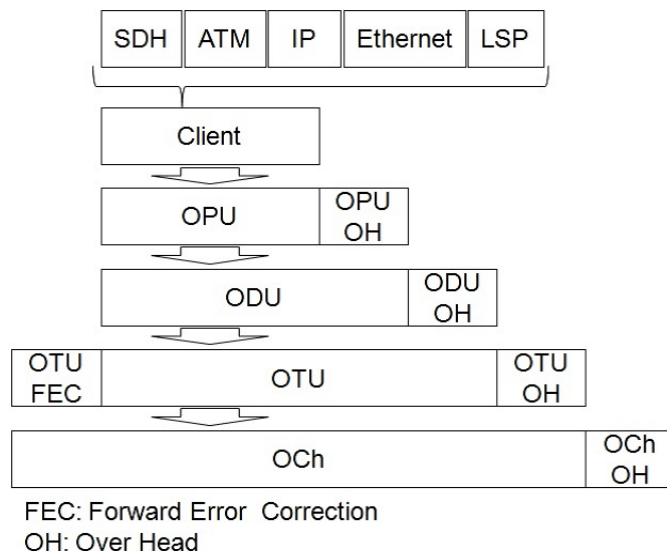 SDH ATM IP Ethernet LSP
Client
OPU
OPU
OH
ODU
ODU
OH
OTU
FEC
OTU
OTU
OH
OCh
OCh
OH
FEC: Forward Error Correction
OH: Over Head